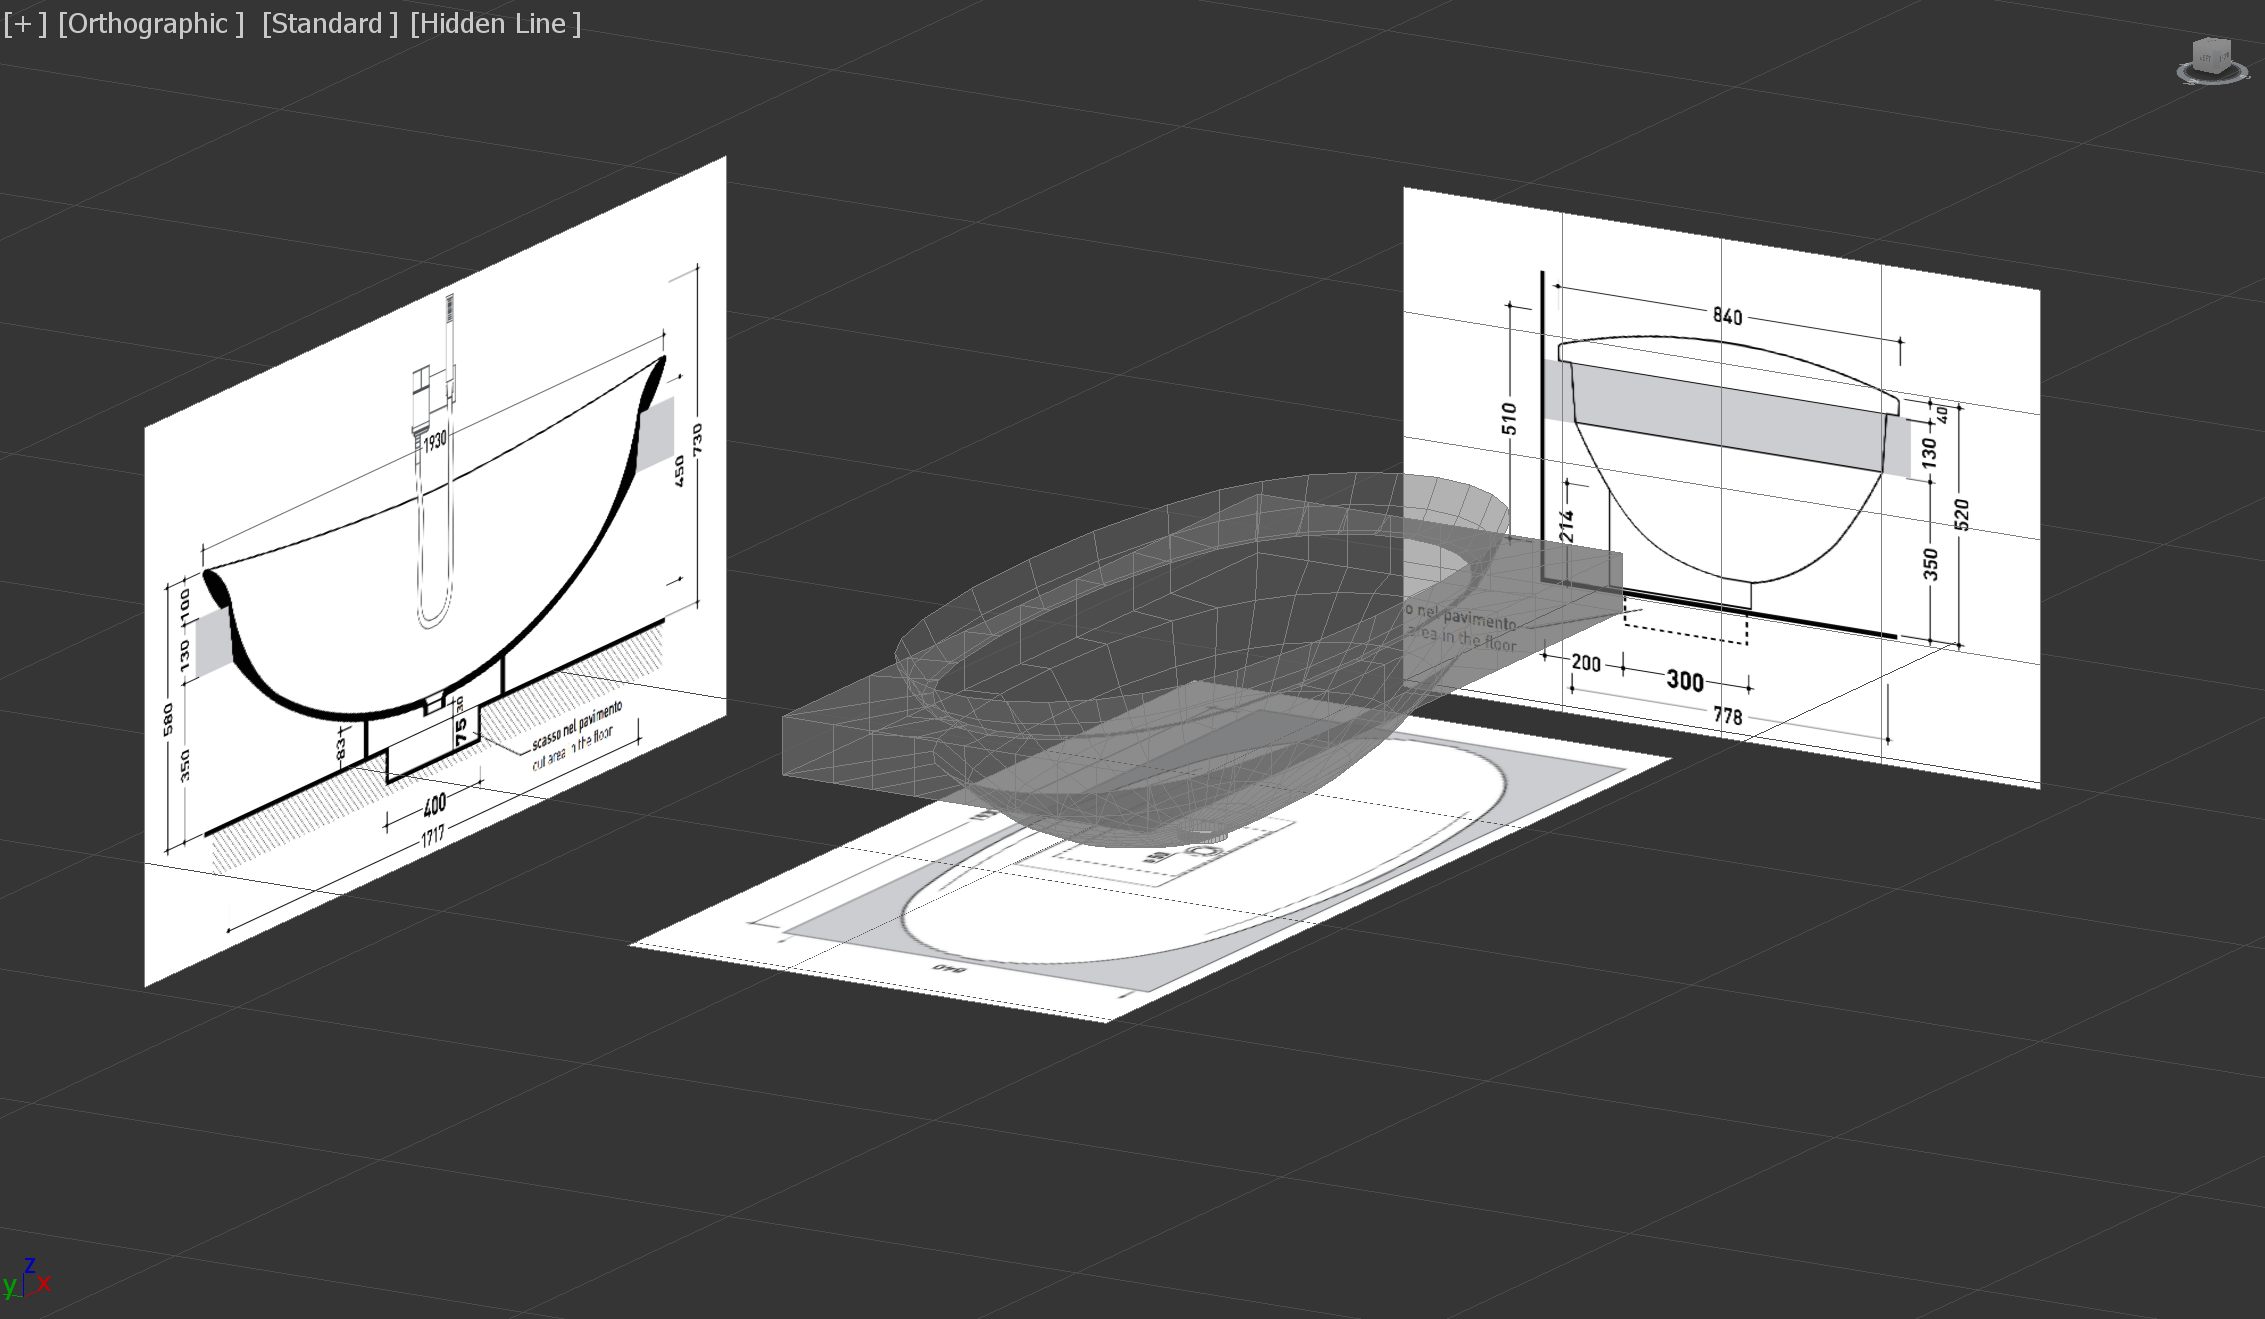 [+] [Orthographic] [Standard] [Hidden Line]
1930
100
130
580
350
450
730
83
30
75
scasso nel pavimento
cut area in the floor
400
1717
840
510
214
40
130
520
350
200
300
778
o nel pavimento
area in the floor
z
y
x